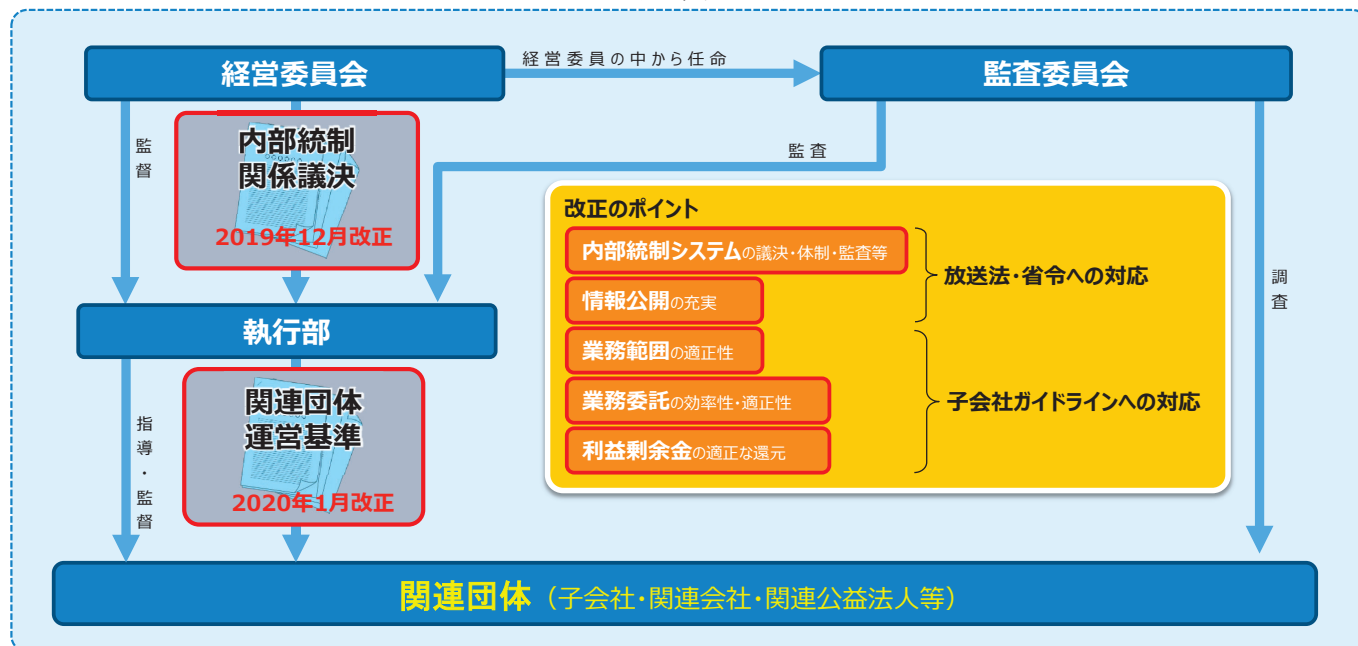 経営委員会
経営委員の中から任命
監査委員会
監督
内部統制
関係議決
2019年12月改正
監査
調査
改正のポイント
内部統制システムの議決・体制・監査等
情報公開の充実
放送法・省令への対応
業務範囲の適正性
業務委託の効率性・適正性
利益剰余金の適正な還元
子会社ガイドラインへの対応
執行部
指導・監督
関連団体
運営基準
2020年1月改正
関連団体（子会社・関連会社・関連公益法人等）